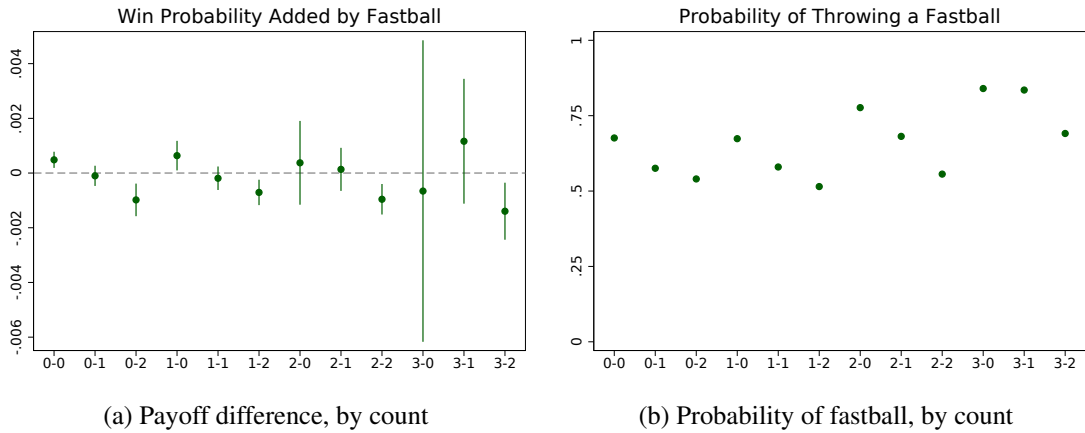 Win Probability Added by Fastball
.004
.002
0
-.002
-.004
-.006
0-0 0-1 0-2 1-0 1-1 1-2 2-0 2-1 2-2 3-0 3-1 3-2
(a) Payoff difference, by count
Probability of Throwing a Fastball
1
.75
.5
.25
0
0-0 0-1 0-2 1-0 1-1 1-2 2-0 2-1 2-2 3-0 3-1 3-2
(b) Probability of fastball, by count